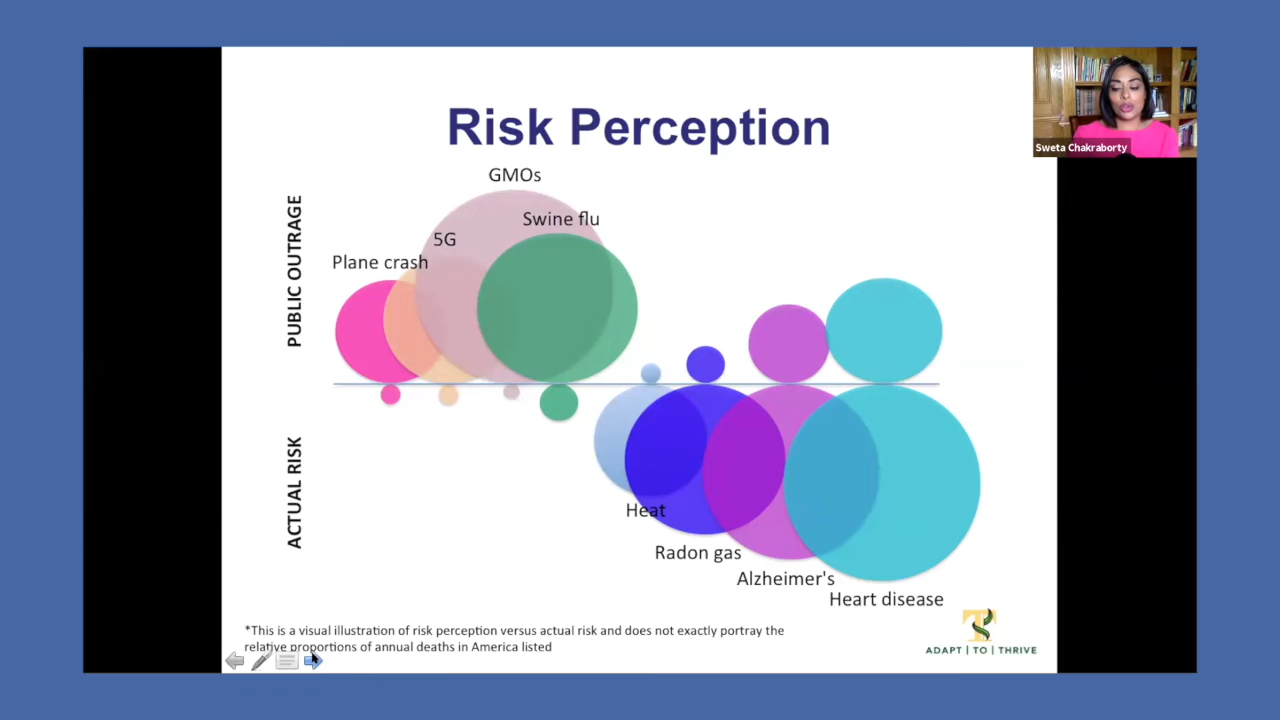 Risk Perception
Sweta Chakraborty
PUBLIC OUTRAGE
GMOs
Swine flu
5G
Plane crash
ACTUAL RISK
Heat
Radon gas
Alzheimer's
Heart disease
*This is a visual illustration of risk perception versus actual risk and does not exactly portray the
relative proportions of annual deaths in America listed
ADAPT | TO | THRIVE